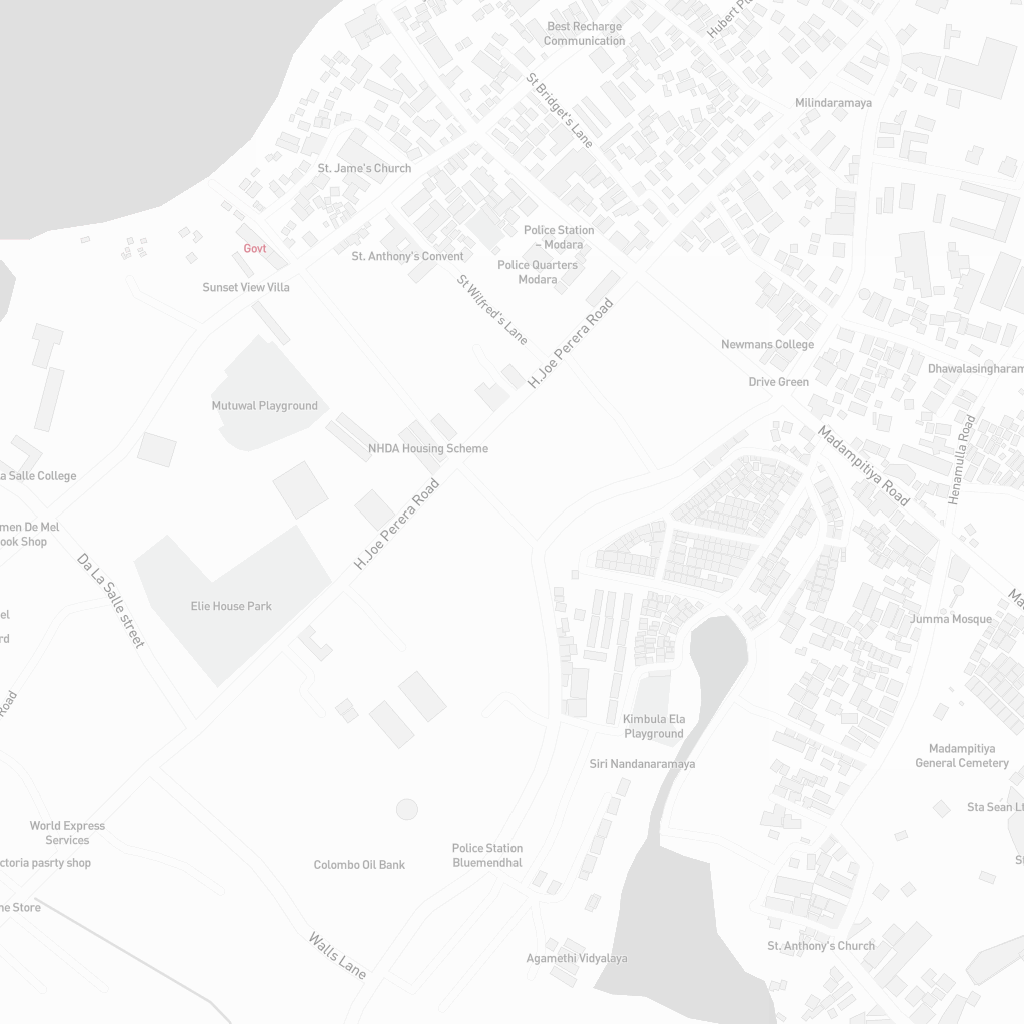 Hubert Pl
Best Recharge
Communication
St Bridget's Lane
Milindaramaya
St. Jame's Church
Police Station
– Modara
Govt
St. Anthony's Convent
Police Quarters
Modara
Sunset View Villa
St Wilfred's Lane
H.Joe Perera Road
Newmans College
Dhawalasingharam
Drive Green
Mutuwal Playground
Madampitiya Road
Henamulla Road
NHDA Housing Scheme
a Salle College
H.Joe Perera Road
men De Mel
ook Shop
Da La Salle street
Elie House Park
el
rd
Jumma Mosque
Ma
Road
Kimbula Ela
Playground
Madampitiya
General Cemetery
Siri Nandanaramaya
Sta Sean Lt
World Express
Services
Police Station
Bluemendhal
ctoria pasrty shop
Colombo Oil Bank
St
ne Store
Walls Lane
St. Anthony's Church
Agamethi Vidyalaya